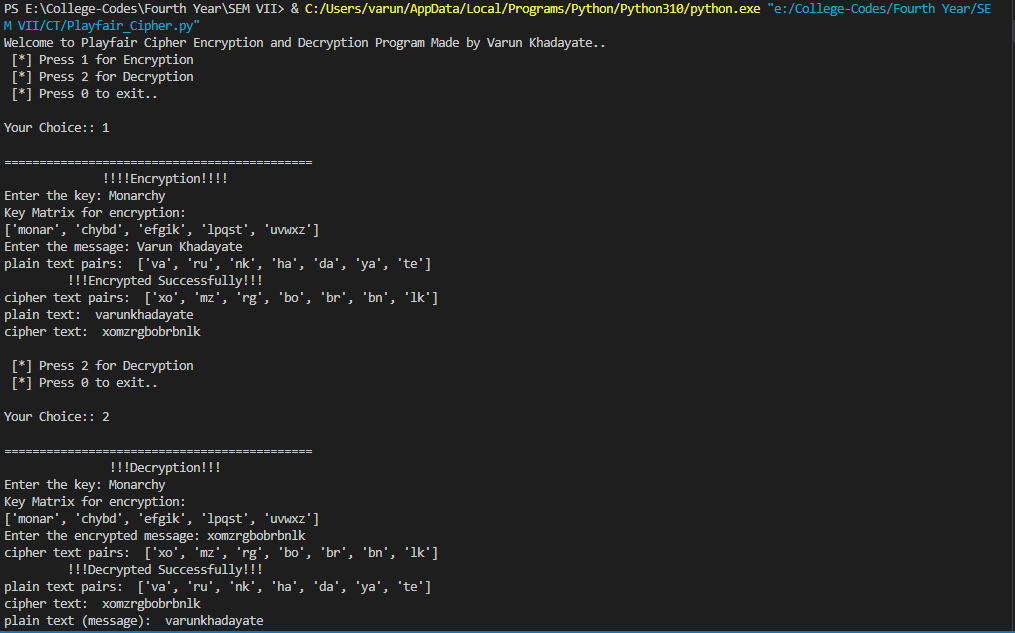 PS E:\College-Codes\Fourth Year\SEM VII> & C:/Users/varun/AppData/Local/Programs/Python/Python310/python.exe "e:/College-Codes/Fourth Year/SE
M VII/CT/Playfair_Cipher.py"
Welcome to Playfair Cipher Encryption and Decryption Program Made by Varun Khadayate..
[*] Press 1 for Encryption
[*] Press 2 for Decryption
[*] Press 0 to exit..
Your Choice:: 1
============================================
!!!!Encryption!!!!
Enter the key: Monarchy
Key Matrix for encryption:
['monar', 'chybd', 'efgik', 'lpqst', 'uvwxz']
Enter the message: Varun Khadayate
plain text pairs:  ['va', 'ru', 'nk', 'ha', 'da', 'ya', 'te']
!!!Encrypted Successfully!!!
cipher text pairs:  ['xo', 'mz', 'rg', 'bo', 'br', 'bn', 'lk']
plain text:  varunkhadayate
cipher text:  xomzrgbobrbnlk
[*] Press 2 for Decryption
[*] Press 0 to exit..
Your Choice:: 2
============================================
!!!Decryption!!!
Enter the key: Monarchy
Key Matrix for encryption:
['monar', 'chybd', 'efgik', 'lpqst', 'uvwxz']
Enter the encrypted message: xomzrgbobrbnlk
cipher text pairs:  ['xo', 'mz', 'rg', 'bo', 'br', 'bn', 'lk']
!!!Decrypted Successfully!!!
plain text pairs:  ['va', 'ru', 'nk', 'ha', 'da', 'ya', 'te']
cipher text:  xomzrgbobrbnlk
plain text (message):  varunkhadayate